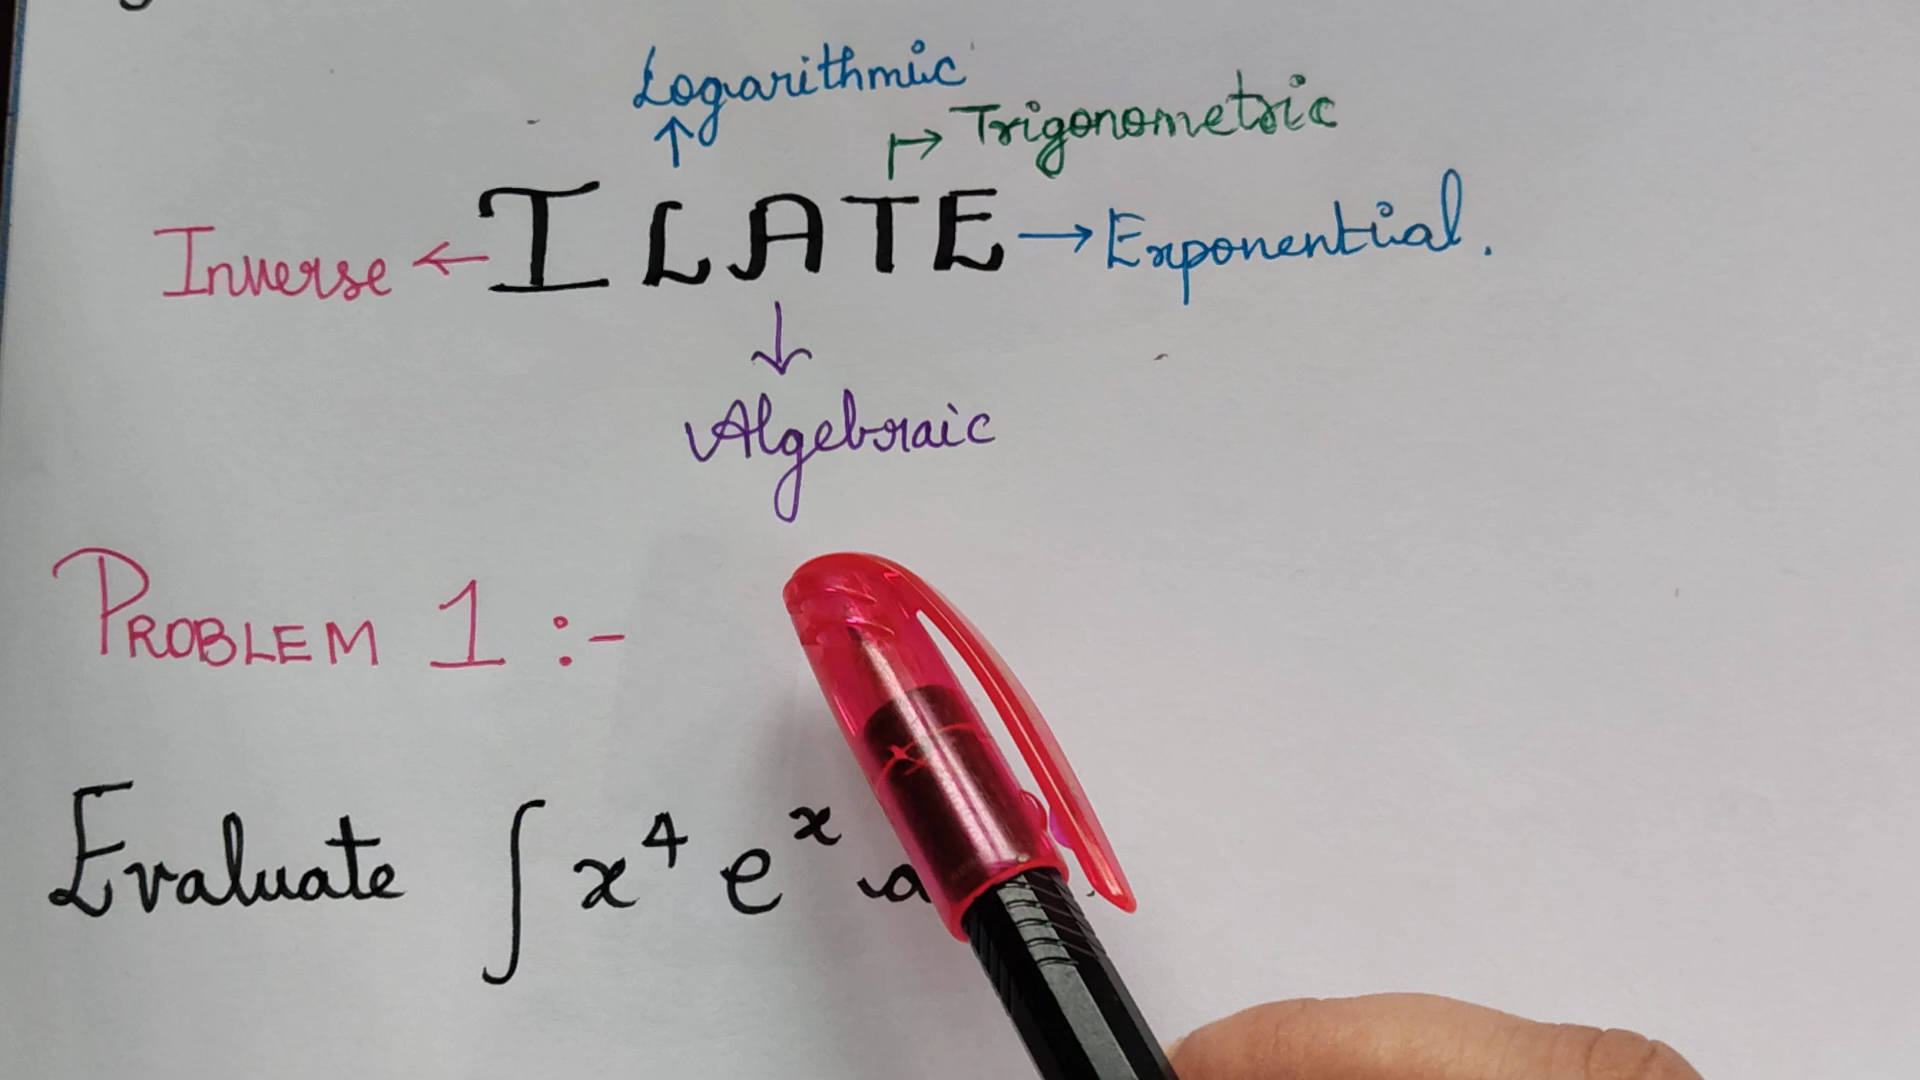 Logarithmic
↑ ↱ Trigonometric
Inverse ← ILATE → Exponential.
↓
Algebraic
PROBLEM 1 :-
Evaluate ∫ x⁴ eˣ